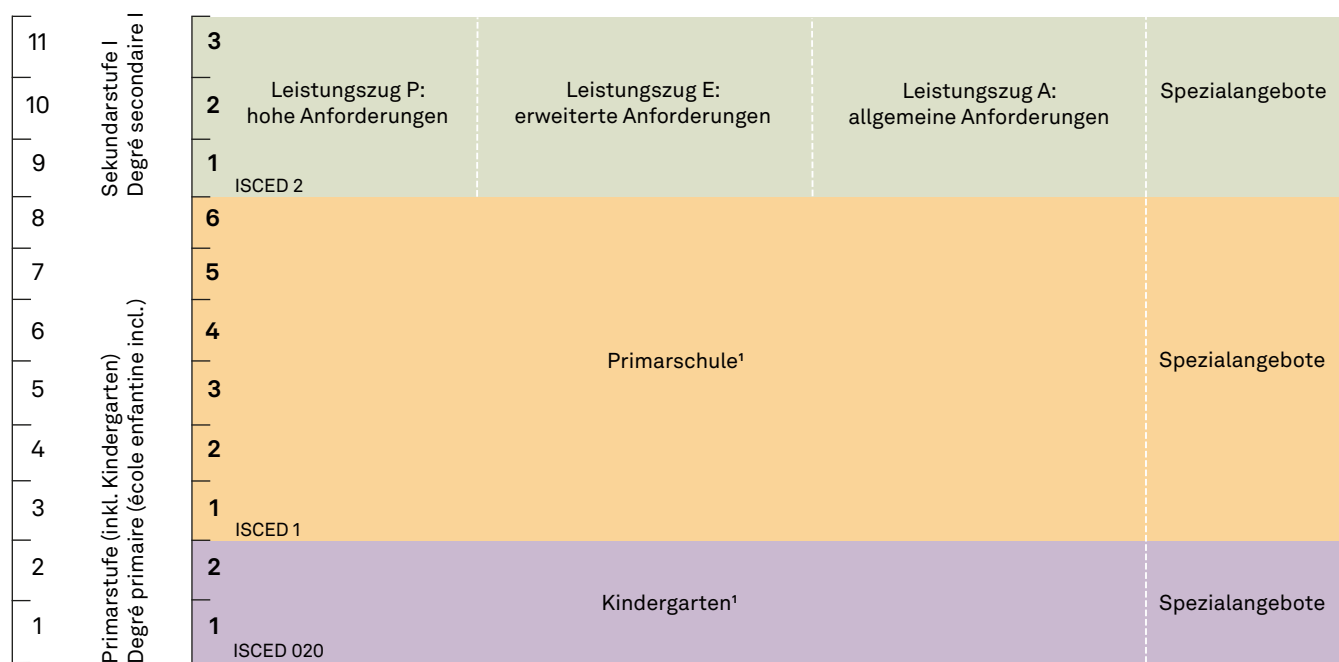 11
10
9
8
7
6
5
4
3
2
1
Sekundarstufe I
Degré secondaire I
Primarstufe (inkl. Kindergarten)
Degré primaire (école enfantine incl.)
3
2
1
ISCED 2
Leistungszug P:
hohe Anforderungen
Leistungszug E:
erweiterte Anforderungen
Leistungszug A:
allgemeine Anforderungen
Spezialangebote
6
5
4
3
2
1
ISCED 1
Primarschule¹
Spezialangebote
2
1
ISCED 020
Kindergarten¹
Spezialangebote